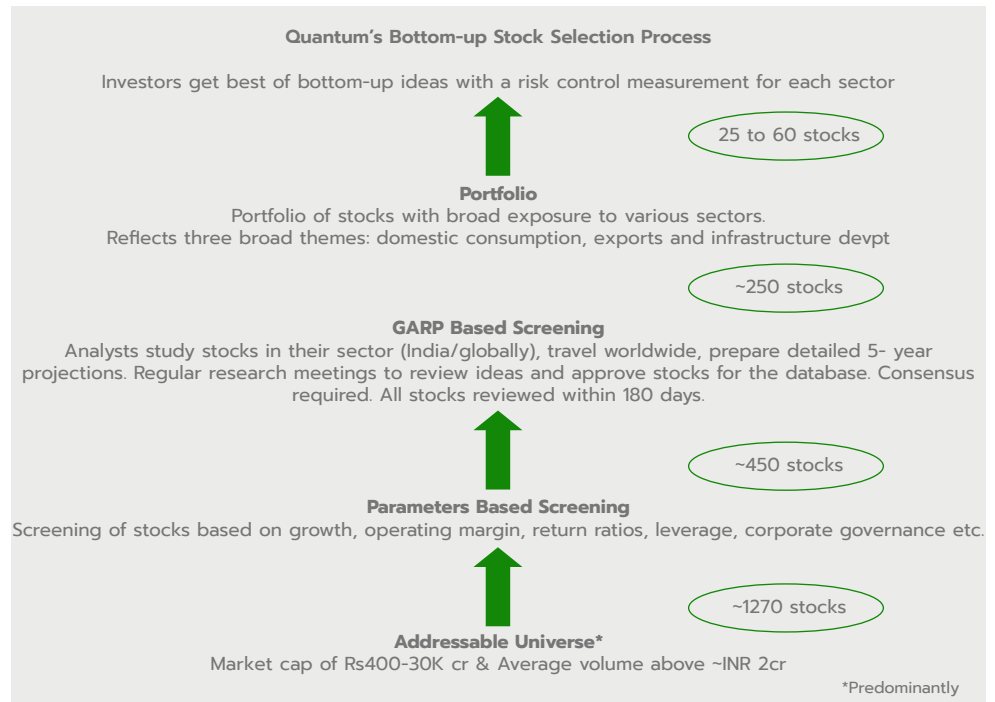 Quantum's Bottom-up Stock Selection Process
Investors get best of bottom-up ideas with a risk control measurement for each sector
25 to 60 stocks
Portfolio
Portfolio of stocks with broad exposure to various sectors.
Reflects three broad themes: domestic consumption, exports and infrastructure devpt
~250 stocks
GARP Based Screening
Analysts study stocks in their sector (India/globally), travel worldwide, prepare detailed 5- year
projections. Regular research meetings to review ideas and approve stocks for the database. Consensus
required. All stocks reviewed within 180 days.
~450 stocks
Parameters Based Screening
Screening of stocks based on growth, operating margin, return ratios, leverage, corporate governance etc.
~1270 stocks
Addressable Universe*
Market cap of Rs400-30K cr & Average volume above ~INR 2cr
*Predominantly